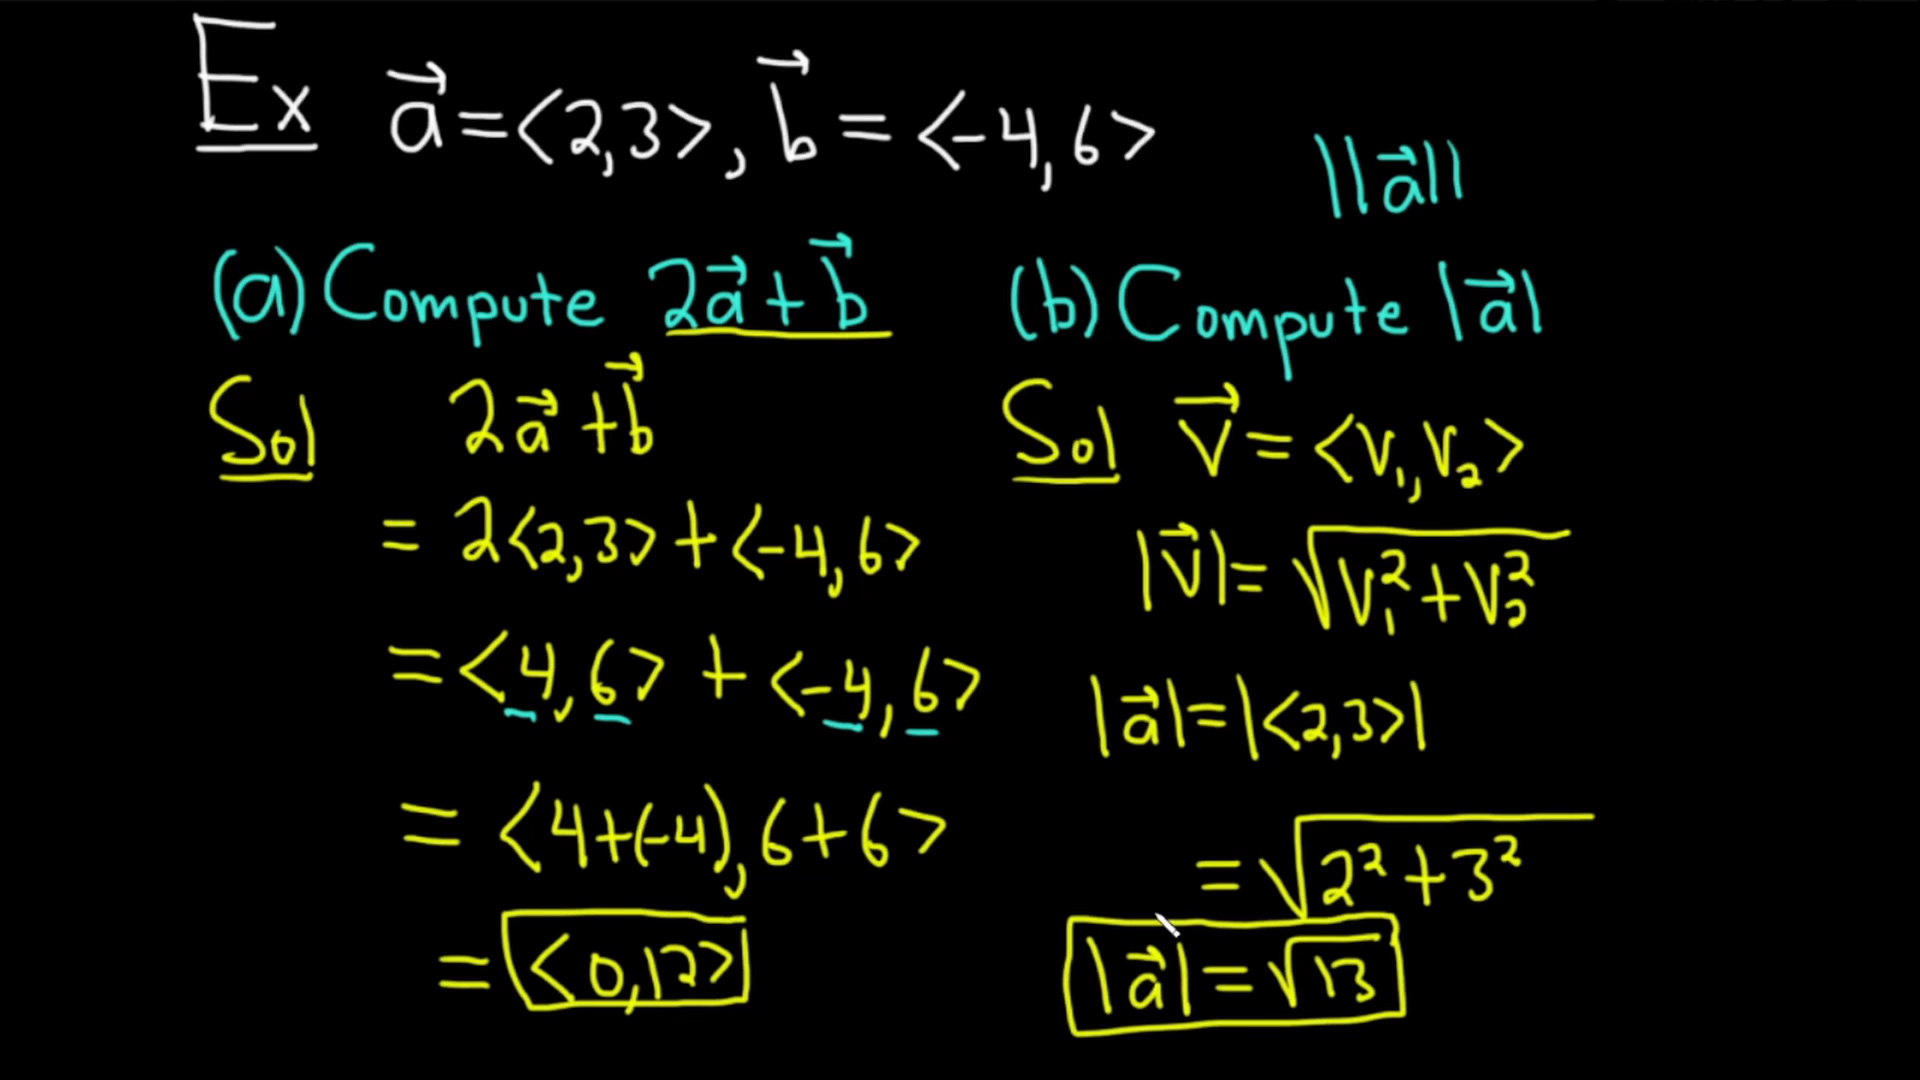 Ex a⃗ = <2,3>, b⃗ = <-4,6>
||a⃗||
(a) Compute 2a⃗ + b⃗
Sol 2a⃗ + b⃗
= 2<2,3> + <-4,6>
= <4,6> + <-4,6>
= <4+(-4), 6+6>
= <0,12>
(b) Compute |a⃗|
Sol v⃗ = <v₁, v₂>
|v⃗| = √(v₁² + v₂²)
|a⃗| = |<2,3>|
= √(2² + 3²)
|a⃗| = √13